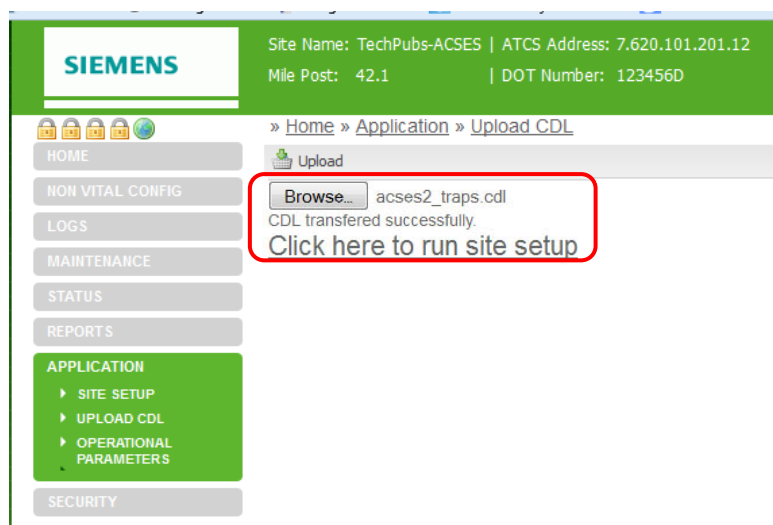 SIEMENS
Site Name: TechPubs-ACSES | ATCS Address: 7.620.101.201.12
Mile Post: 42.1 | DOT Number: 123456D
» Home » Application » Upload CDL
HOME
Upload
NON VITAL CONFIG
Browse... acses2_traps.cdl
CDL transfered successfully.
LOGS
Click here to run site setup
MAINTENANCE
STATUS
REPORTS
APPLICATION
SITE SETUP
UPLOAD CDL
OPERATIONAL
PARAMETERS
SECURITY